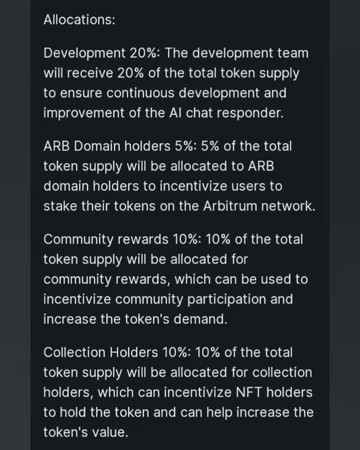 Allocations:
Development 20%: The development team
will receive 20% of the total token supply
to ensure continuous development and
improvement of the AI chat responder.
ARB Domain holders 5%: 5% of the total
token supply will be allocated to ARB
domain holders to incentivize users to
stake their tokens on the Arbitrum network.
Community rewards 10%: 10% of the total
token supply will be allocated for
community rewards, which can be used to
incentivize community participation and
increase the token's demand.
Collection Holders 10%: 10% of the total
token supply will be allocated for collection
holders, which can incentivize NFT holders
to hold the token and can help increase the
token's value.